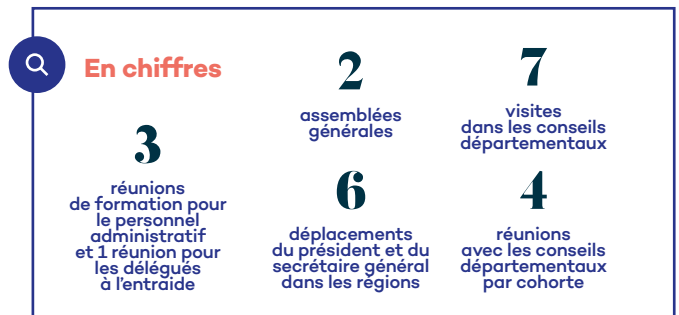 En chiffres
3
réunions
de formation pour
le personnel
administratif
et 1 réunion pour
les délégués
à l'entraide
2
assemblées
générales
6
déplacements
du président et du
secrétaire général
dans les régions
7
visites
dans les conseils
départementaux
4
réunions
avec les conseils
départementaux
par cohorte